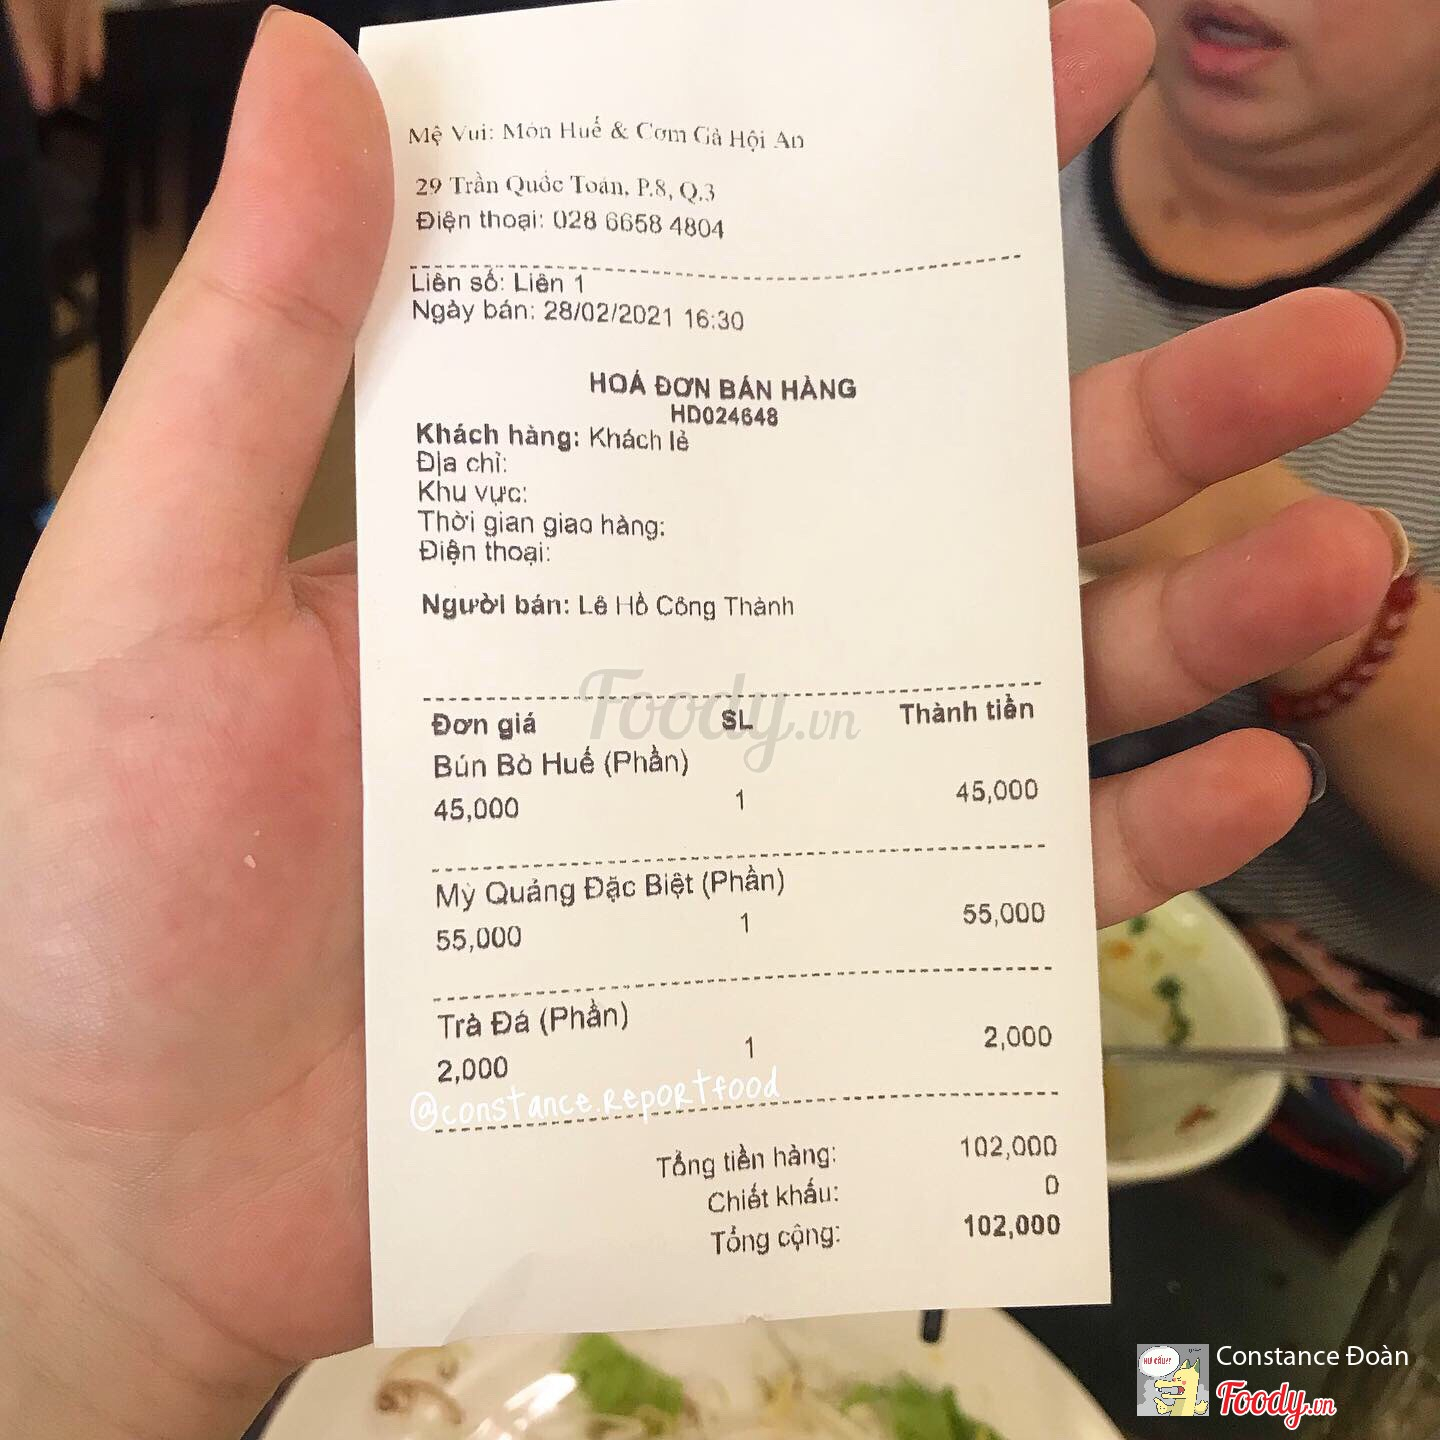 Mệ Vui: Món Huế & Cơm Gà Hội An
29 Trần Quốc Toản, P.8, Q.3
Điện thoại: 028 6658 4804
Liên số: Liên 1
Ngày bán: 28/02/2021 16:30
HOÁ ĐƠN BÁN HÀNG
HD024648
Khách hàng: Khách lẻ
Địa chỉ:
Khu vực:
Thời gian giao hàng:
Điện thoại:
Người bán: Lê Hồ Công Thành
Foody.vn
Đơn giá SL Thành tiền
Bún Bò Huế (Phần)
45,000 1 45,000
Mỳ Quảng Đặc Biệt (Phần)
55,000 1 55,000
Trà Đá (Phần)
2,000 1 2,000
@constance.reportfood
Tổng tiền hàng: 102,000
Chiết khấu: 0
Tổng cộng: 102,000
Constance Đoàn
Foody.vn